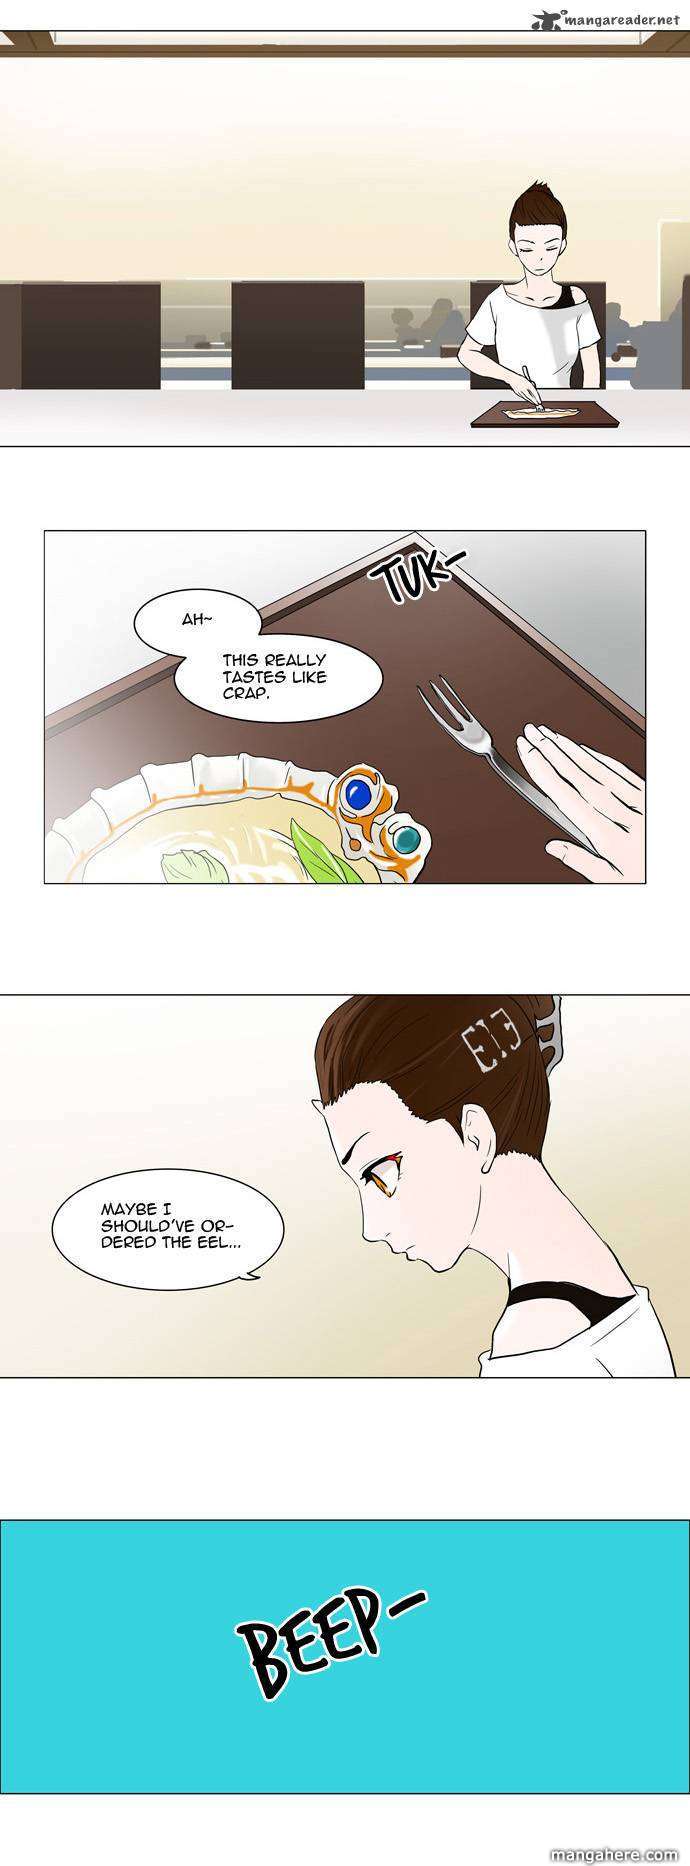 mangareader.net
TUK-
AH~
THIS REALLY
TASTES LIKE
CRAP.
MAYBE I
SHOULD'VE OR-
DERED THE EEL...
BEEP-
mangahere.com